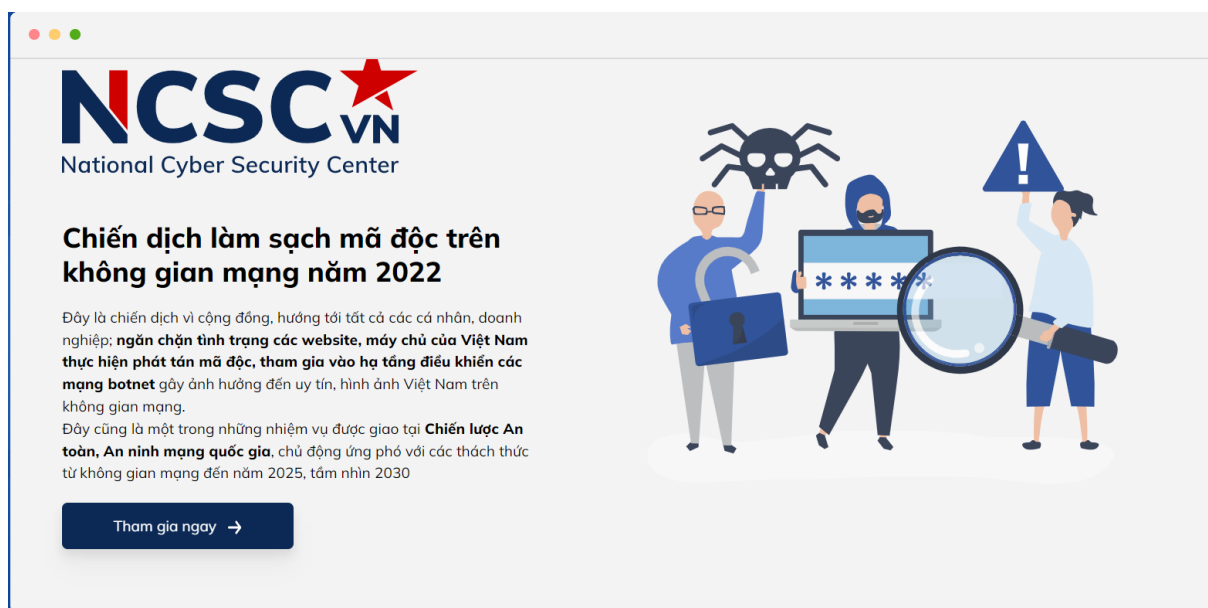 NCSC
VN
National Cyber Security Center
Chiến dịch làm sạch mã độc trên
không gian mạng năm 2022
Đây là chiến dịch vì cộng đồng, hướng tới tất cả các cá nhân, doanh
nghiệp; ngăn chặn tình trạng các website, máy chủ của Việt Nam
thực hiện phát tán mã độc, tham gia vào hạ tầng điều khiển các
mạng botnet gây ảnh hưởng đến uy tín, hình ảnh Việt Nam trên
không gian mạng.
Đây cũng là một trong những nhiệm vụ được giao tại Chiến lược An
toàn, An ninh mạng quốc gia, chủ động ứng phó với các thách thức
từ không gian mạng đến năm 2025, tầm nhìn 2030
Tham gia ngay →
*****
!